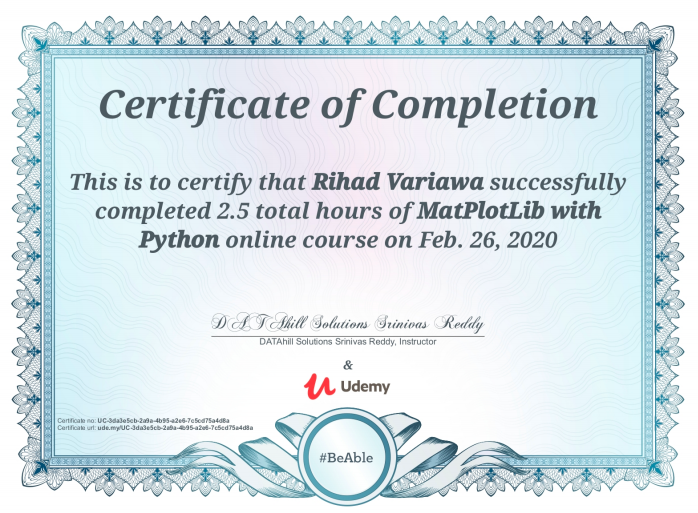 Certificate of Completion
This is to certify that Rihad Variawa successfully
completed 2.5 total hours of MatPlotLib with
Python online course on Feb. 26, 2020
DATAhill Solutions Srinivas Reddy
DATAhill Solutions Srinivas Reddy, Instructor
&
Udemy
Certificate no: UC-3da3e5cb-2a9a-4b95-a2e6-7c5cd75a4d8a
Certificate url: ude.my/UC-3da3e5cb-2a9a-4b95-a2e6-7c5cd75a4d8a
#BeAble